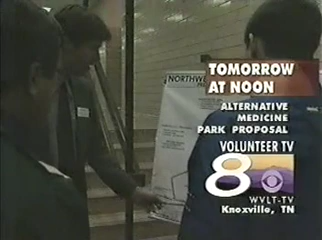 NORTHW
TOMORROW
AT NOON
ALTERNATIVE
MEDICINE
PARK PROPOSAL
VOLUNTEER TV
8
WVLT-TV
Knoxville, TN